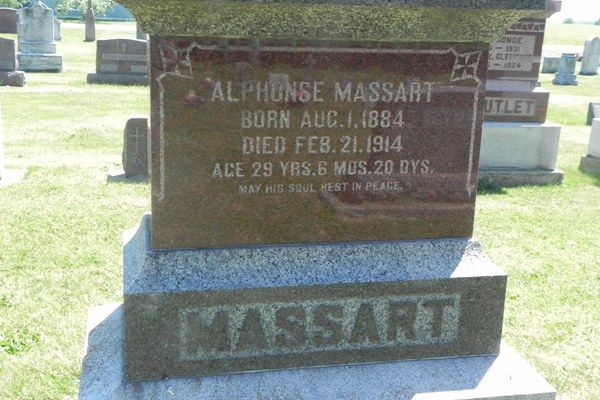 ALPHONSE MASSART
BORN AUG. 1, 1884
DIED FEB. 21. 1914
AGE 29 YRS. 6 MOS. 20 DYS.
MAY HIS SOUL REST IN PEACE.
MASSART
1931
1924